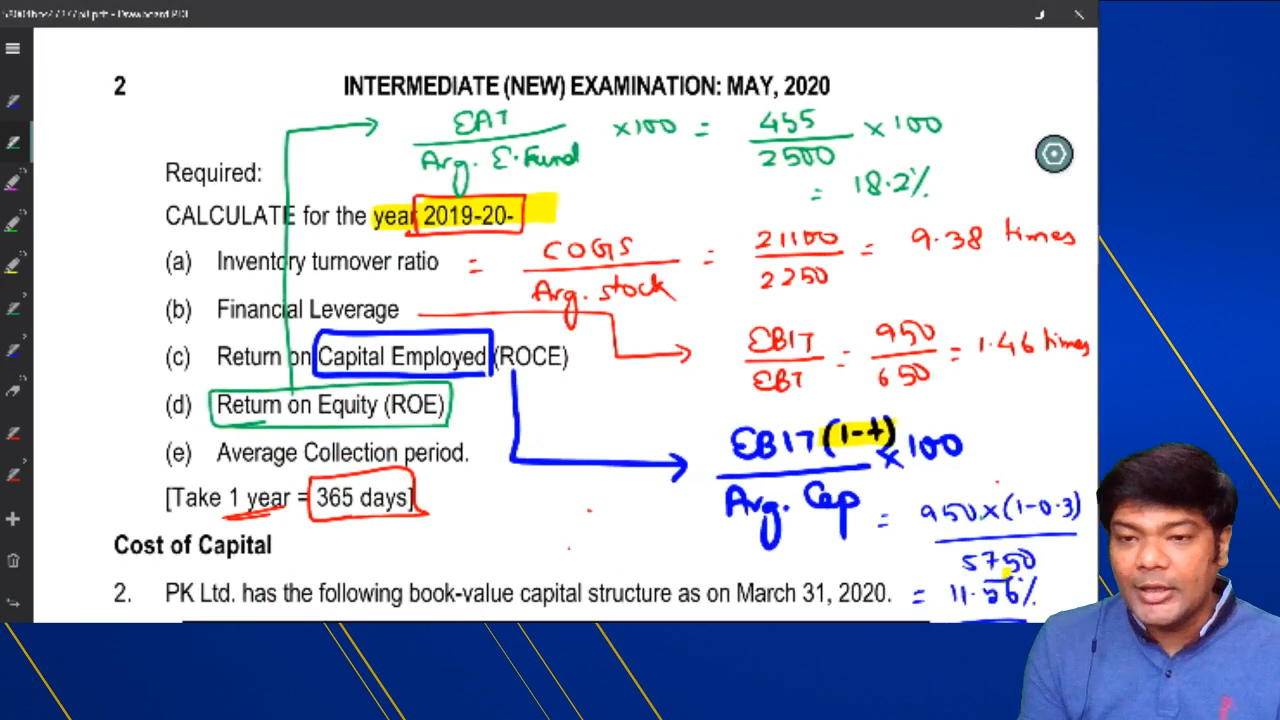 2 INTERMEDIATE (NEW) EXAMINATION: MAY, 2020
EAT / Avg. E. Fund ×100 = 455 / 2500 × 100
= 18.2%
Required:
CALCULATE for the year 2019-20-
(a) Inventory turnover ratio = COGS / Avg. stock = 21100 / 2250 = 9.38 times
(b) Financial Leverage
EBIT / EBT = 950 / 650 = 1.46 times
(c) Return on Capital Employed (ROCE)
(d) Return on Equity (ROE)
EBIT (1-t) × 100 / Avg. Cap
(e) Average Collection period.
[Take 1 year = 365 days]
= 950×(1-0.3) / 5750
Cost of Capital
2. PK Ltd. has the following book-value capital structure as on March 31, 2020.
= 11.56%